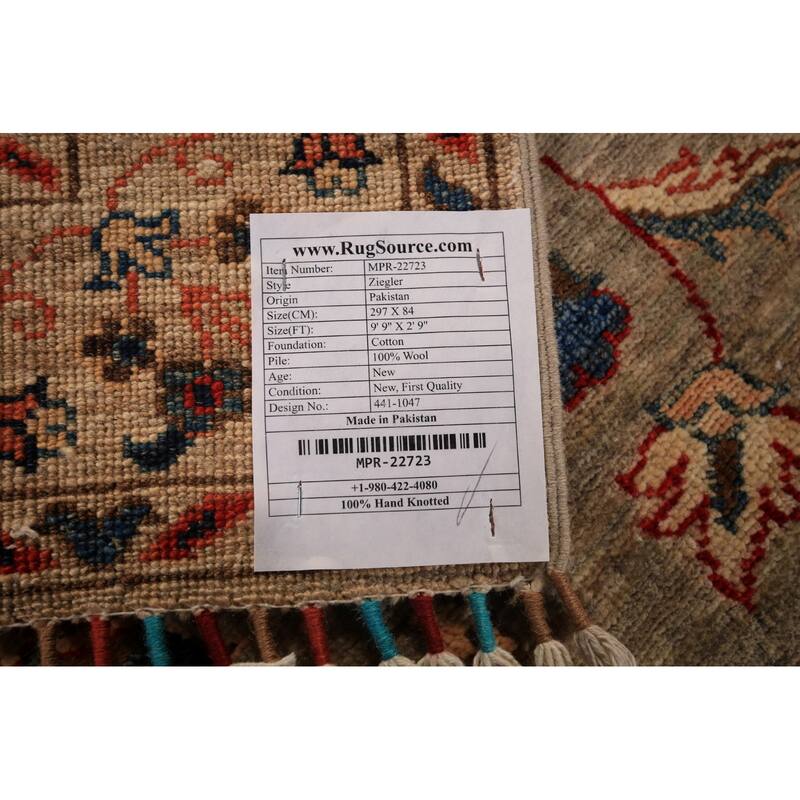 www.RugSource.com
Item Number: MPR-22723
Style Ziegler
Origin Pakistan
Size(CM): 297 X 84
Size(FT): 9' 9" X 2' 9"
Foundation: Cotton
Pile: 100% Wool
Age: New
Condition: New, First Quality
Design No.: 441-1047
Made in Pakistan
MPR-22723
+1-980-422-4080
100% Hand Knotted